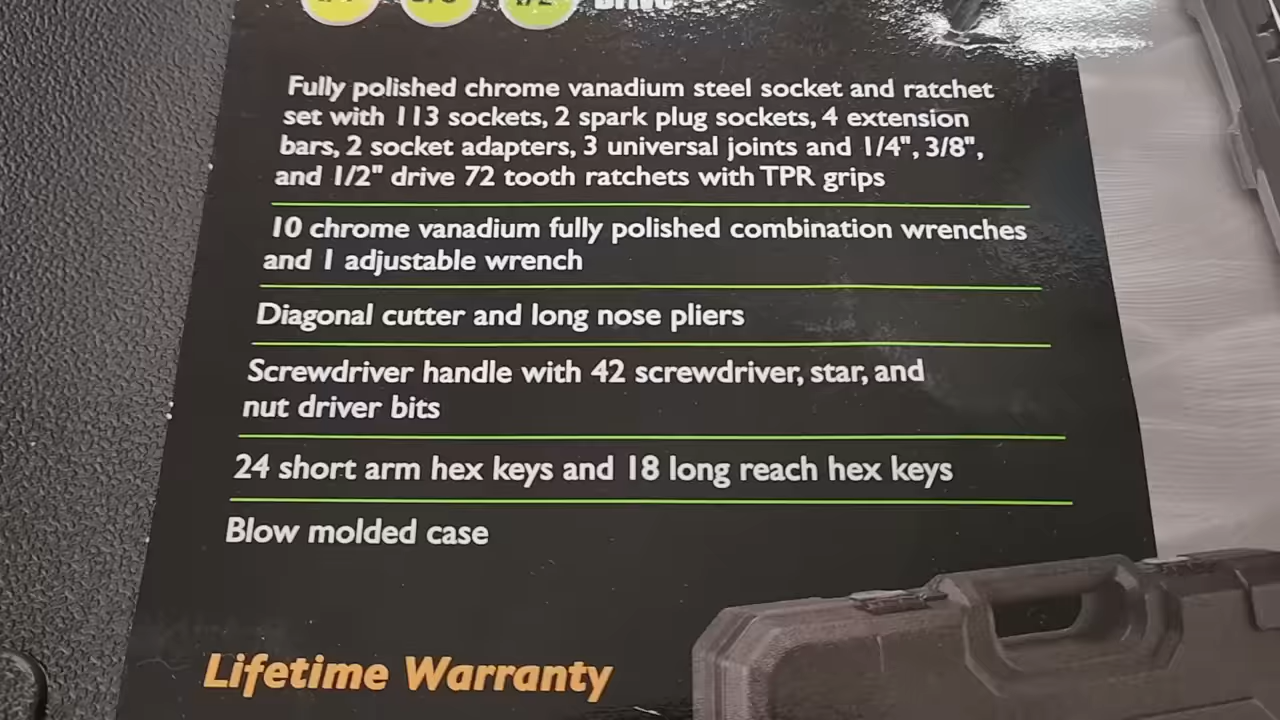 DRIVE
Fully polished chrome vanadium steel socket and ratchet
set with 113 sockets, 2 spark plug sockets, 4 extension
bars, 2 socket adapters, 3 universal joints and 1/4", 3/8",
and 1/2" drive 72 tooth ratchets with TPR grips
10 chrome vanadium fully polished combination wrenches
and 1 adjustable wrench
Diagonal cutter and long nose pliers
Screwdriver handle with 42 screwdriver, star, and
nut driver bits
24 short arm hex keys and 18 long reach hex keys
Blow molded case
Lifetime Warranty